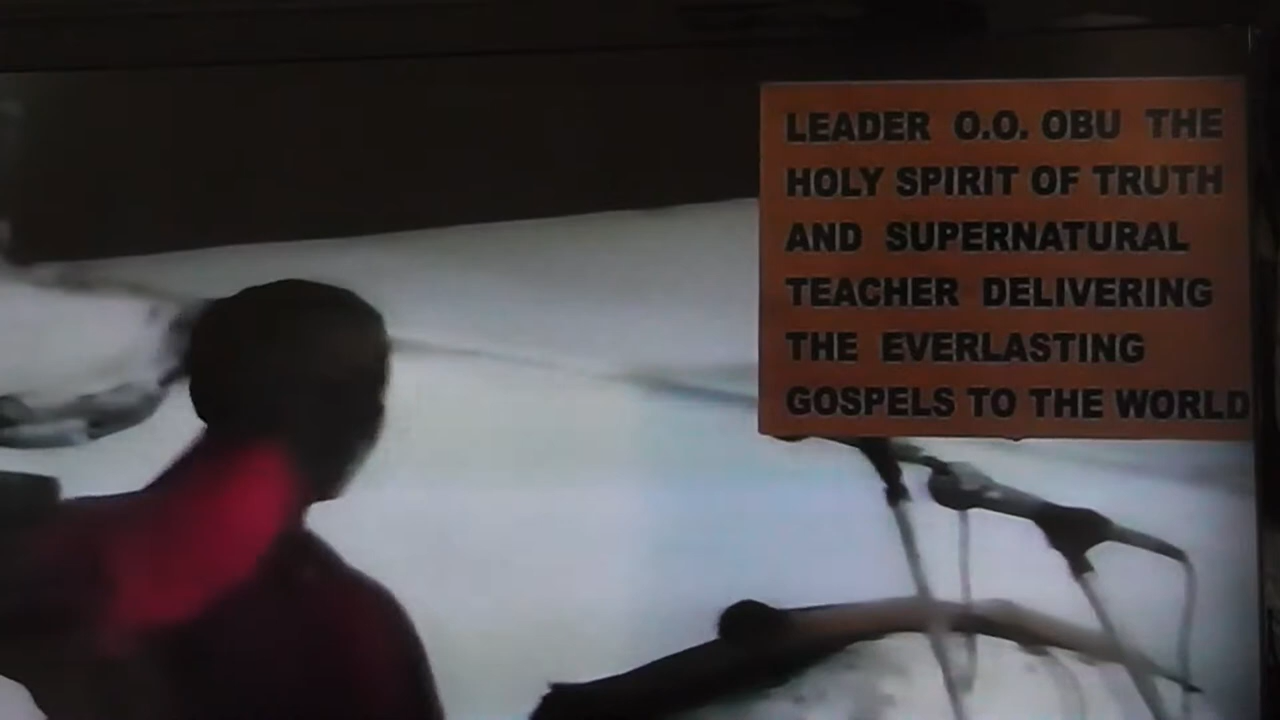 LEADER O.O. OBU THE
HOLY SPIRIT OF TRUTH
AND SUPERNATURAL
TEACHER DELIVERING
THE EVERLASTING
GOSPELS TO THE WORLD